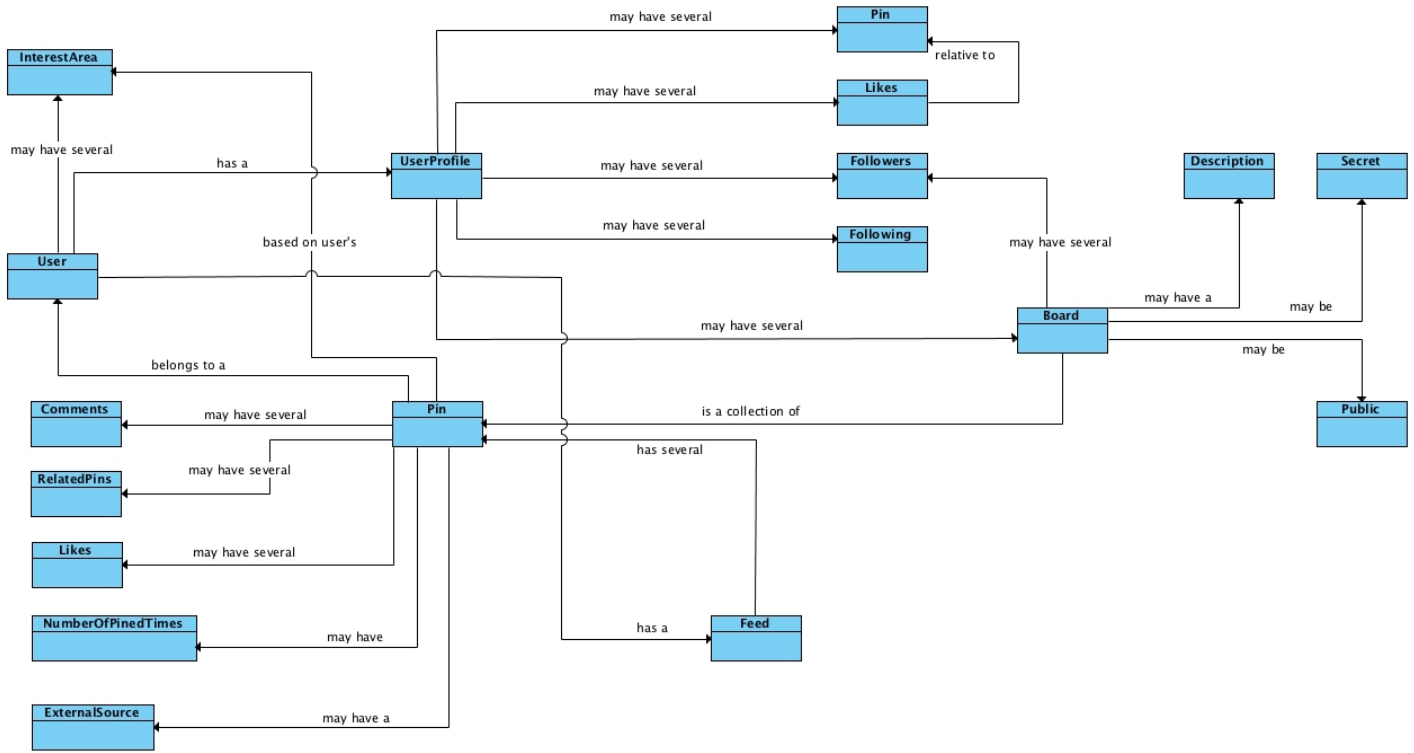 may have several
Pin
InterestArea
relative to
may have several
Likes
may have several
has a
UserProfile
may have several
Followers
Description
Secret
may have several
Following
based on user's
may have several
User
may have a
may be
Board
may have several
may be
belongs to a
Comments
may have several
Pin
is a collection of
Public
has several
may have several
RelatedPins
Likes
may have several
NumberOfPinedTimes
may have
has a
Feed
ExternalSource
may have a